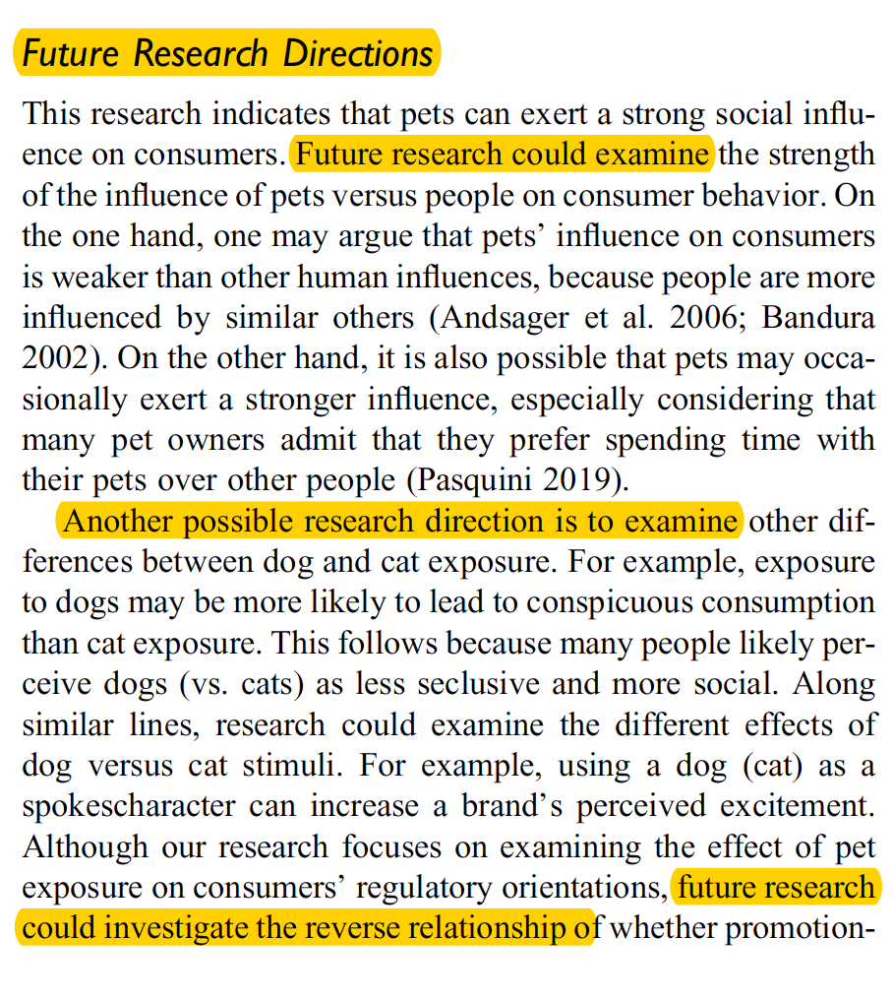 Future Research Directions
This research indicates that pets can exert a strong social influ-
ence on consumers. Future research could examine the strength
of the influence of pets versus people on consumer behavior. On
the one hand, one may argue that pets’ influence on consumers
is weaker than other human influences, because people are more
influenced by similar others (Andsager et al. 2006; Bandura
2002). On the other hand, it is also possible that pets may occa-
sionally exert a stronger influence, especially considering that
many pet owners admit that they prefer spending time with
their pets over other people (Pasquini 2019).
Another possible research direction is to examine other dif-
ferences between dog and cat exposure. For example, exposure
to dogs may be more likely to lead to conspicuous consumption
than cat exposure. This follows because many people likely per-
ceive dogs (vs. cats) as less seclusive and more social. Along
similar lines, research could examine the different effects of
dog versus cat stimuli. For example, using a dog (cat) as a
spokescharacter can increase a brand’s perceived excitement.
Although our research focuses on examining the effect of pet
exposure on consumers’ regulatory orientations, future research
could investigate the reverse relationship of whether promotion-